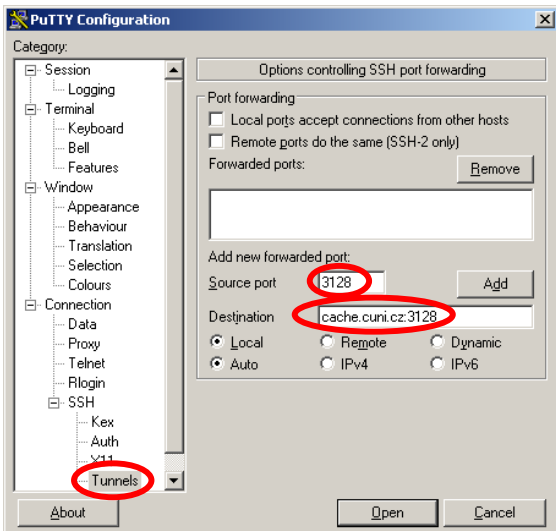 PuTTY Configuration
Category:
Session
Logging
Terminal
Keyboard
Bell
Features
Window
Appearance
Behaviour
Translation
Selection
Colours
Connection
Data
Proxy
Telnet
Rlogin
SSH
Kex
Auth
X11
Tunnels
Options controlling SSH port forwarding
Port forwarding
Local ports accept connections from other hosts
Remote ports do the same (SSH-2 only)
Forwarded ports:
Remove
Add new forwarded port:
Source port 3128 Add
Destination cache.cuni.cz:3128
Local Remote Dynamic
Auto IPv4 IPv6
About Open Cancel